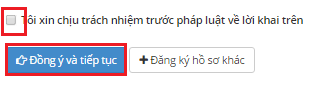 Tôi xin chịu trách nhiệm trước pháp luật về lời khai trên
Đồng ý và tiếp tục
Đăng ký hồ sơ khác